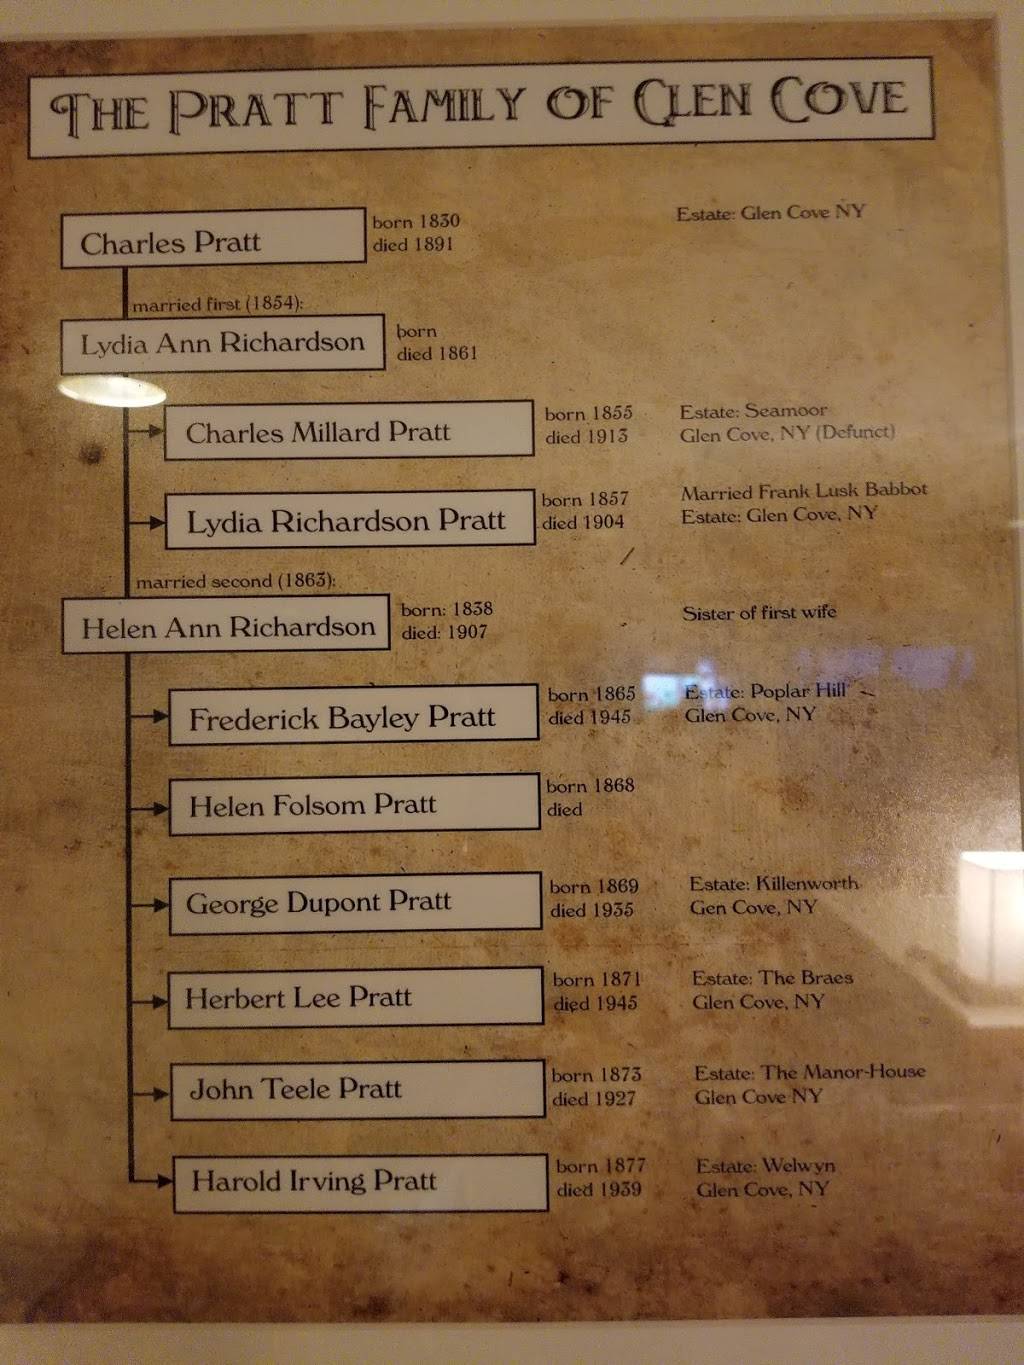 THE PRATT FAMILY OF GLEN COVE
Charles Pratt
born 1830
died 1891
Estate: Glen Cove NY
married first (1854):
Lydia Ann Richardson
born
died 1861
Charles Millard Pratt
born 1855
died 1913
Estate: Seamoor
Glen Cove, NY (Defunct)
Lydia Richardson Pratt
born 1857
died 1904
Married Frank Lusk Babbot
Estate: Glen Cove, NY
married second (1863):
Helen Ann Richardson
born: 1838
died: 1907
Sister of first wife
Frederick Bayley Pratt
born 1865
died 1945
Estate: Poplar Hill
Glen Cove, NY
Helen Folsom Pratt
born 1868
died
George Dupont Pratt
born 1869
died 1935
Estate: Killenworth
Gen Cove, NY
Herbert Lee Pratt
born 1871
died 1945
Estate: The Braes
Glen Cove, NY
John Teele Pratt
born 1873
died 1927
Estate: The Manor-House
Glen Cove NY
Harold Irving Pratt
born 1877
died 1939
Estate: Welwyn
Glen Cove, NY